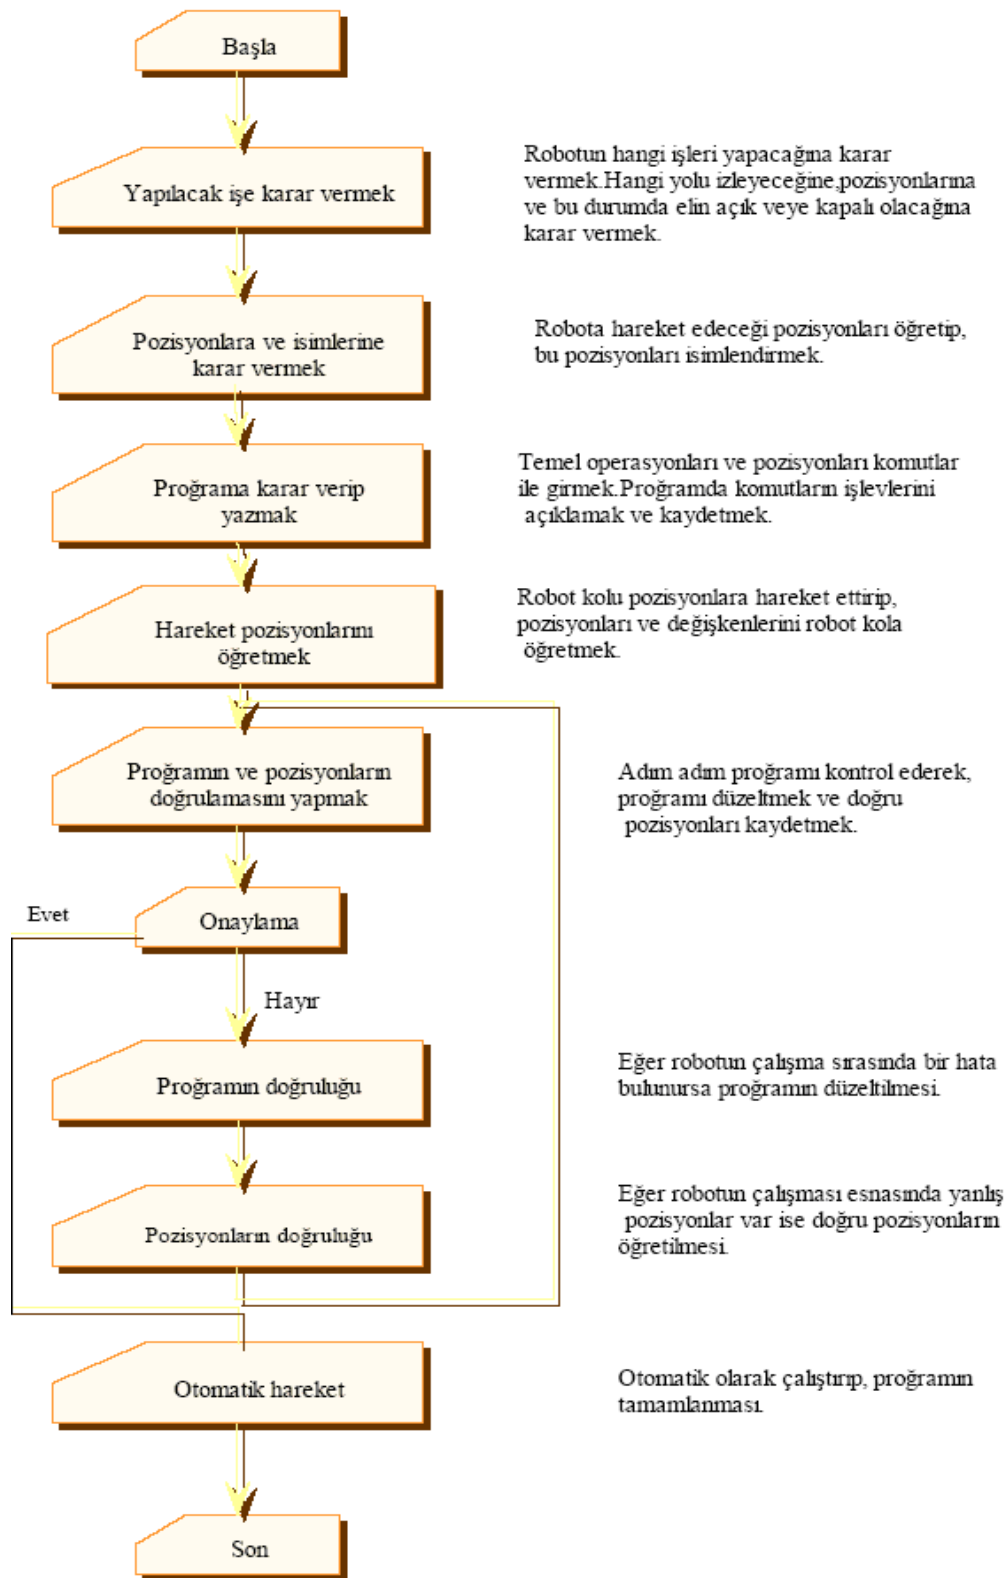 Başla
Yapılacak işe karar vermek
Robotun hangi işleri yapacağına karar
vermek.Hangi yolu izleyeceğine,pozisyonlarına
ve bu durumda elin açık veye kapalı olacağına
karar vermek.
Pozisyonlara ve isimlerine
karar vermek
Robota hareket edeceği pozisyonları öğretip,
bu pozisyonları isimlendirmek.
Proğrama karar verip
yazmak
Temel operasyonları ve pozisyonları komutlar
ile girmek.Proğramda komutların işlevlerini
açıklamak ve kaydetmek.
Hareket pozisyonlarını
öğretmek
Robot kolu pozisyonlara hareket ettirip,
pozisyonları ve değişkenlerini robot kola
öğretmek.
Proğramın ve pozisyonların
doğrulamasını yapmak
Adım adım proğramı kontrol ederek,
proğramı düzeltmek ve doğru
pozisyonları kaydetmek.
Evet
Onaylama
Hayır
Proğramın doğruluğu
Eğer robotun çalışma sırasında bir hata
bulunursa proğramın düzeltilmesi.
Pozisyonların doğruluğu
Eğer robotun çalışması esnasında yanlış
pozisyonlar var ise doğru pozisyonların
öğretilmesi.
Otomatik hareket
Otomatik olarak çalıştırıp, proğramın
tamamlanması.
Son